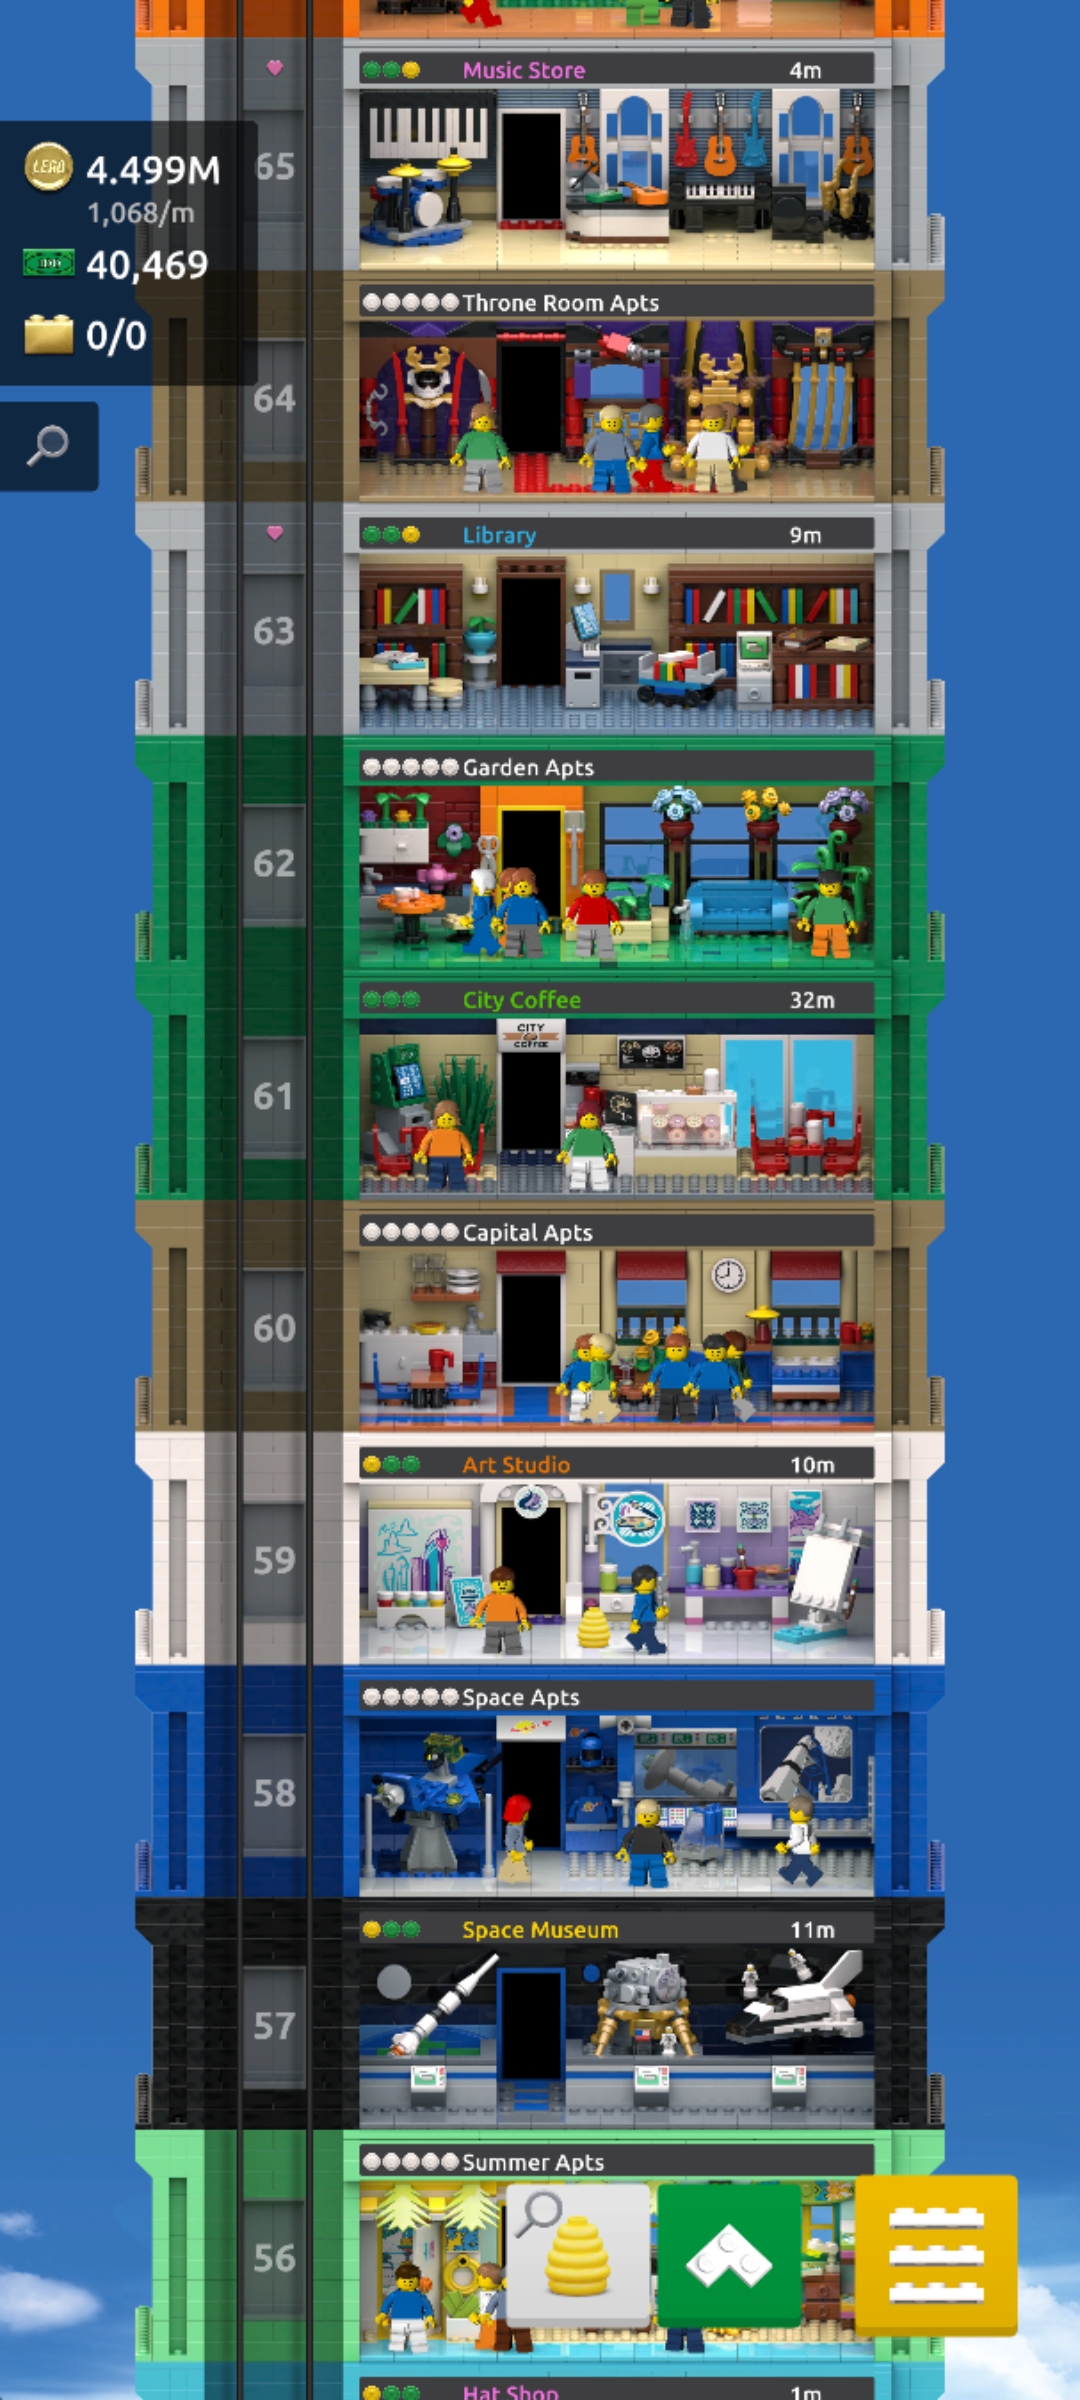 Music Store 4m
65
LEGO 4.499M
1,068/m
40,469
0/0
Throne Room Apts
64
Library 9m
63
Garden Apts
62
City Coffee 32m
CITY
COFFEE
61
Capital Apts
60
Art Studio 10m
59
Space Apts
58
Space Museum 11m
57
Summer Apts
56
Hat Shop 1m